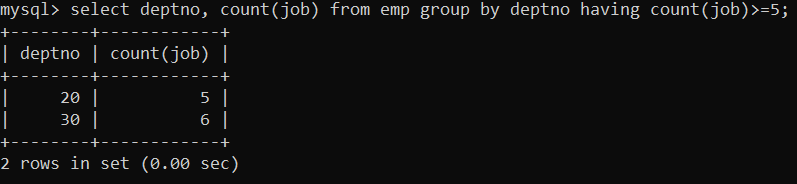 mysql> select deptno, count(job) from emp group by deptno having count(job)>=5;
+--------+------------+
| deptno | count(job) |
+--------+------------+
|     20 |          5 |
|     30 |          6 |
+--------+------------+
2 rows in set (0.00 sec)